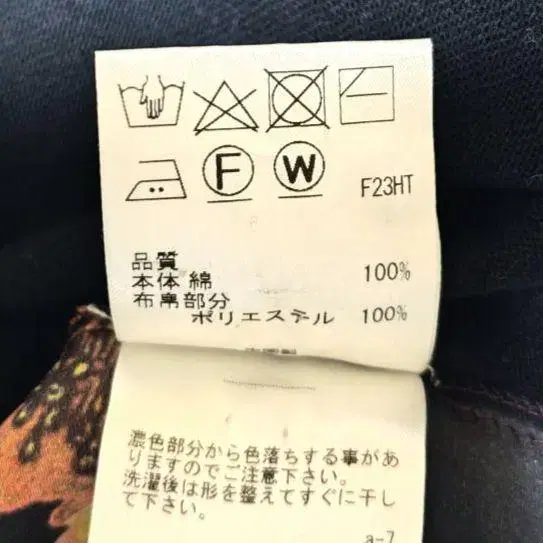 F
W
F23HT
品質
本体 綿 100%
布帛部分
ポリエステル 100%
濃色部分から色落ちする事があ
りますのでご注意下さい。
洗濯後は形を整えてすぐに干し
て下さい。
a-7